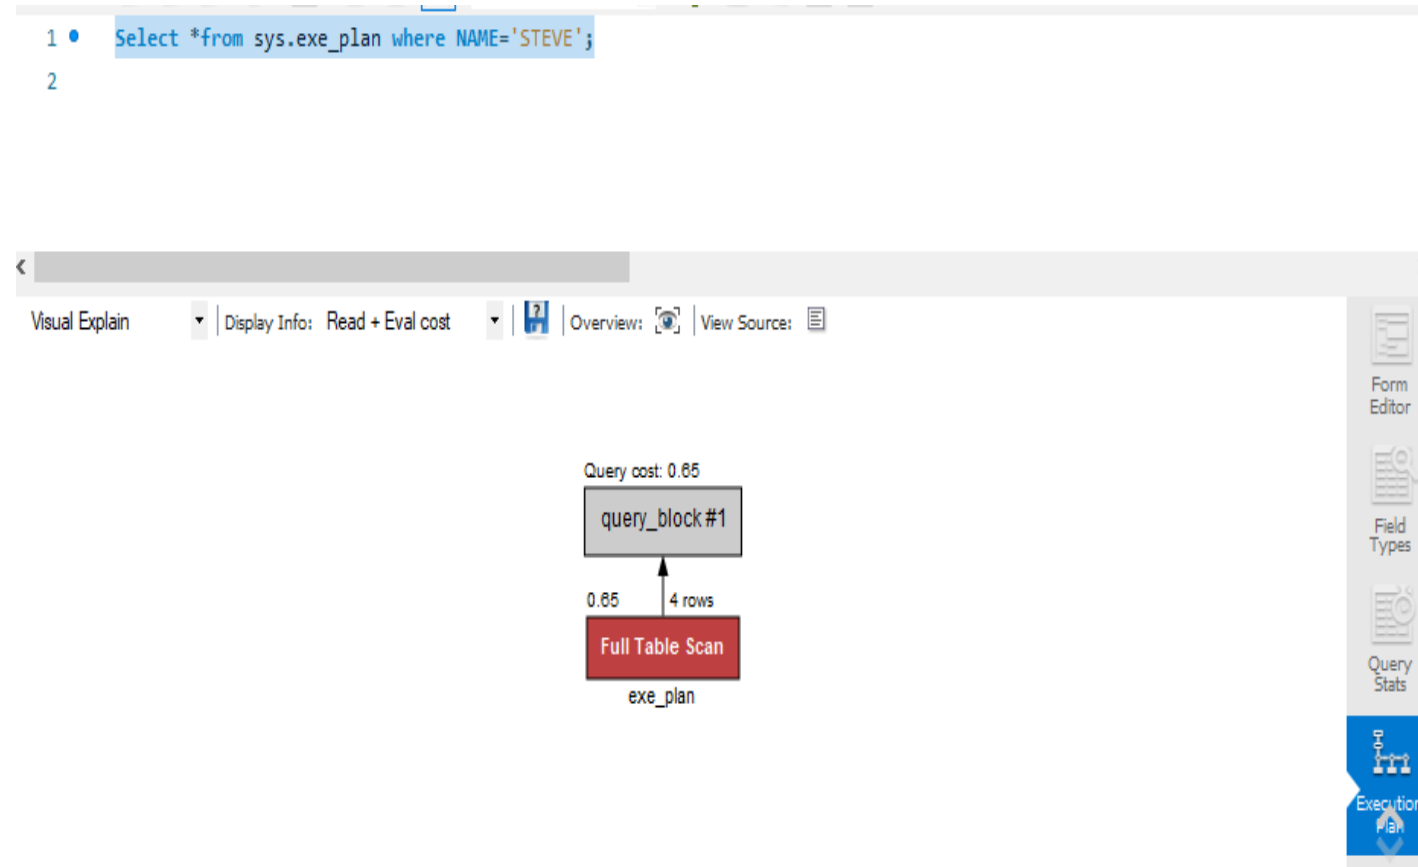 1 Select *from sys.exe_plan where NAME='STEVE';
2
Visual Explain Display Info: Read + Eval cost Overview: View Source:
Form
Editor
Field
Types
Query cost: 0.65
query_block #1
0.65 4 rows
Full Table Scan
exe_plan
Query
Stats
Execution
Plan